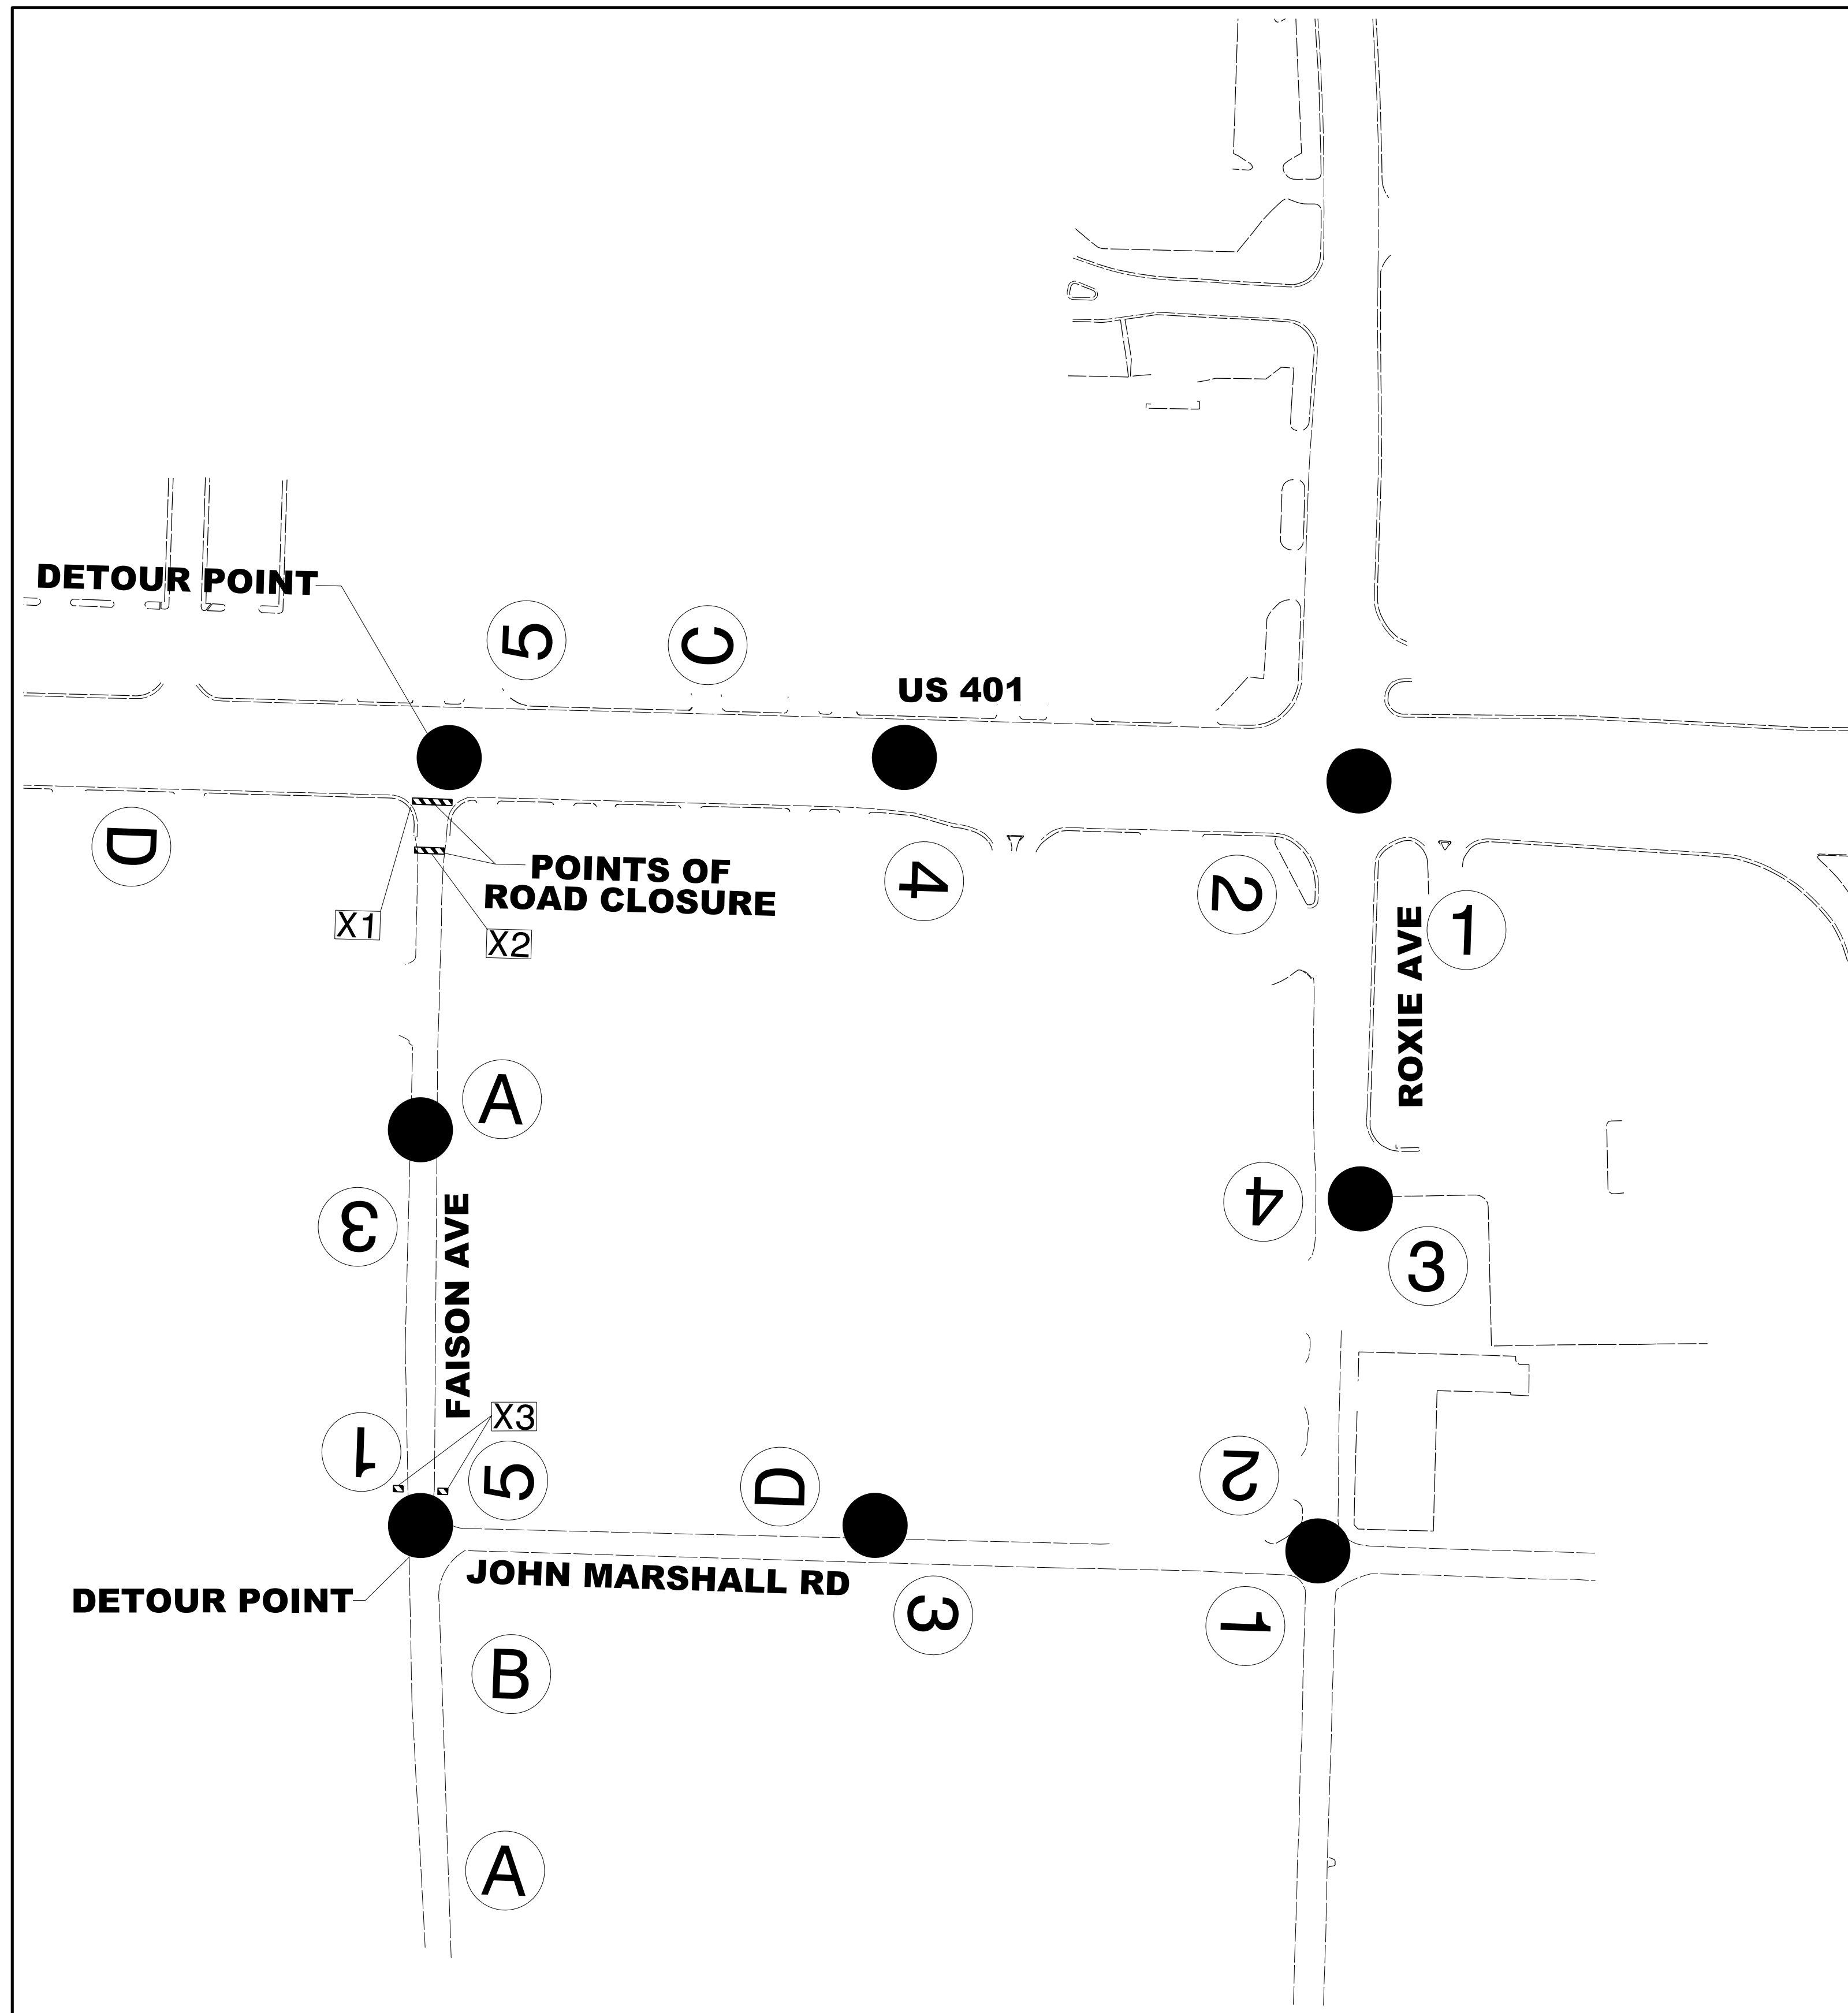 DETOUR POINT
5
C
US 401
D
POINTS OF
ROAD CLOSURE
4
2
1
X1
X2
ROXIE AVE
A
3
4
3
FAISON AVE
X3
1
5
D
2
JOHN MARSHALL RD
DETOUR POINT
3
1
B
A